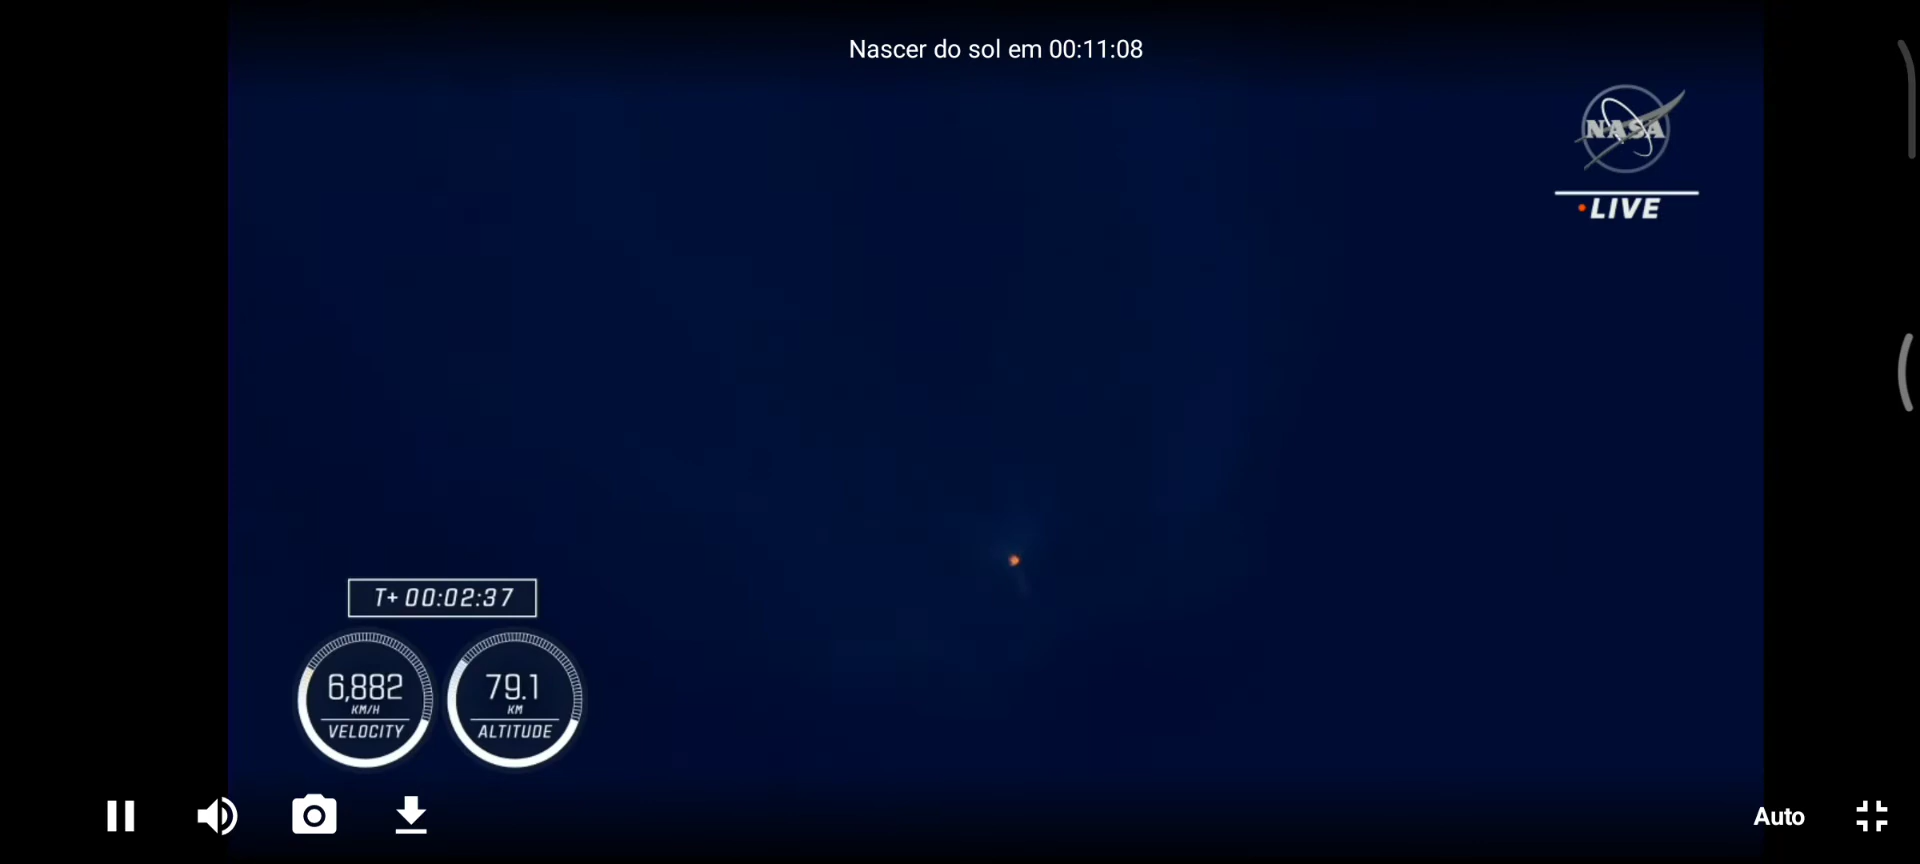 Nascer do sol em 00:11:08
NASA
LIVE
T+ 00:02:37
6,882
KM/H
VELOCITY
79.1
KM
ALTITUDE
Auto